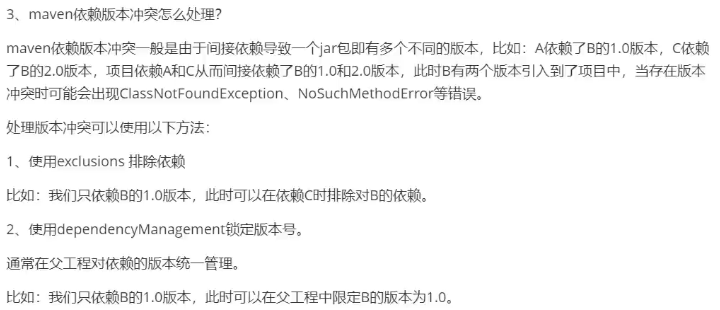 3、maven依赖版本冲突怎么处理？
maven依赖版本冲突一般是由于间接依赖导致一个jar包即有多个不同的版本，比如：A依赖了B的1.0版本，C依赖
了B的2.0版本，项目依赖A和C从而间接依赖了B的1.0和2.0版本，此时B有两个版本引入到了项目中，当存在版本
冲突时可能会出现ClassNotFoundException、NoSuchMethodError等错误。
处理版本冲突可以使用以下方法：
1、使用exclusions 排除依赖
比如：我们只依赖B的1.0版本，此时可以在依赖C时排除对B的依赖。
2、使用dependencyManagement锁定版本号。
通常在父工程对依赖的版本统一管理。
比如：我们只依赖B的1.0版本，此时可以在父工程中限定B的版本为1.0。